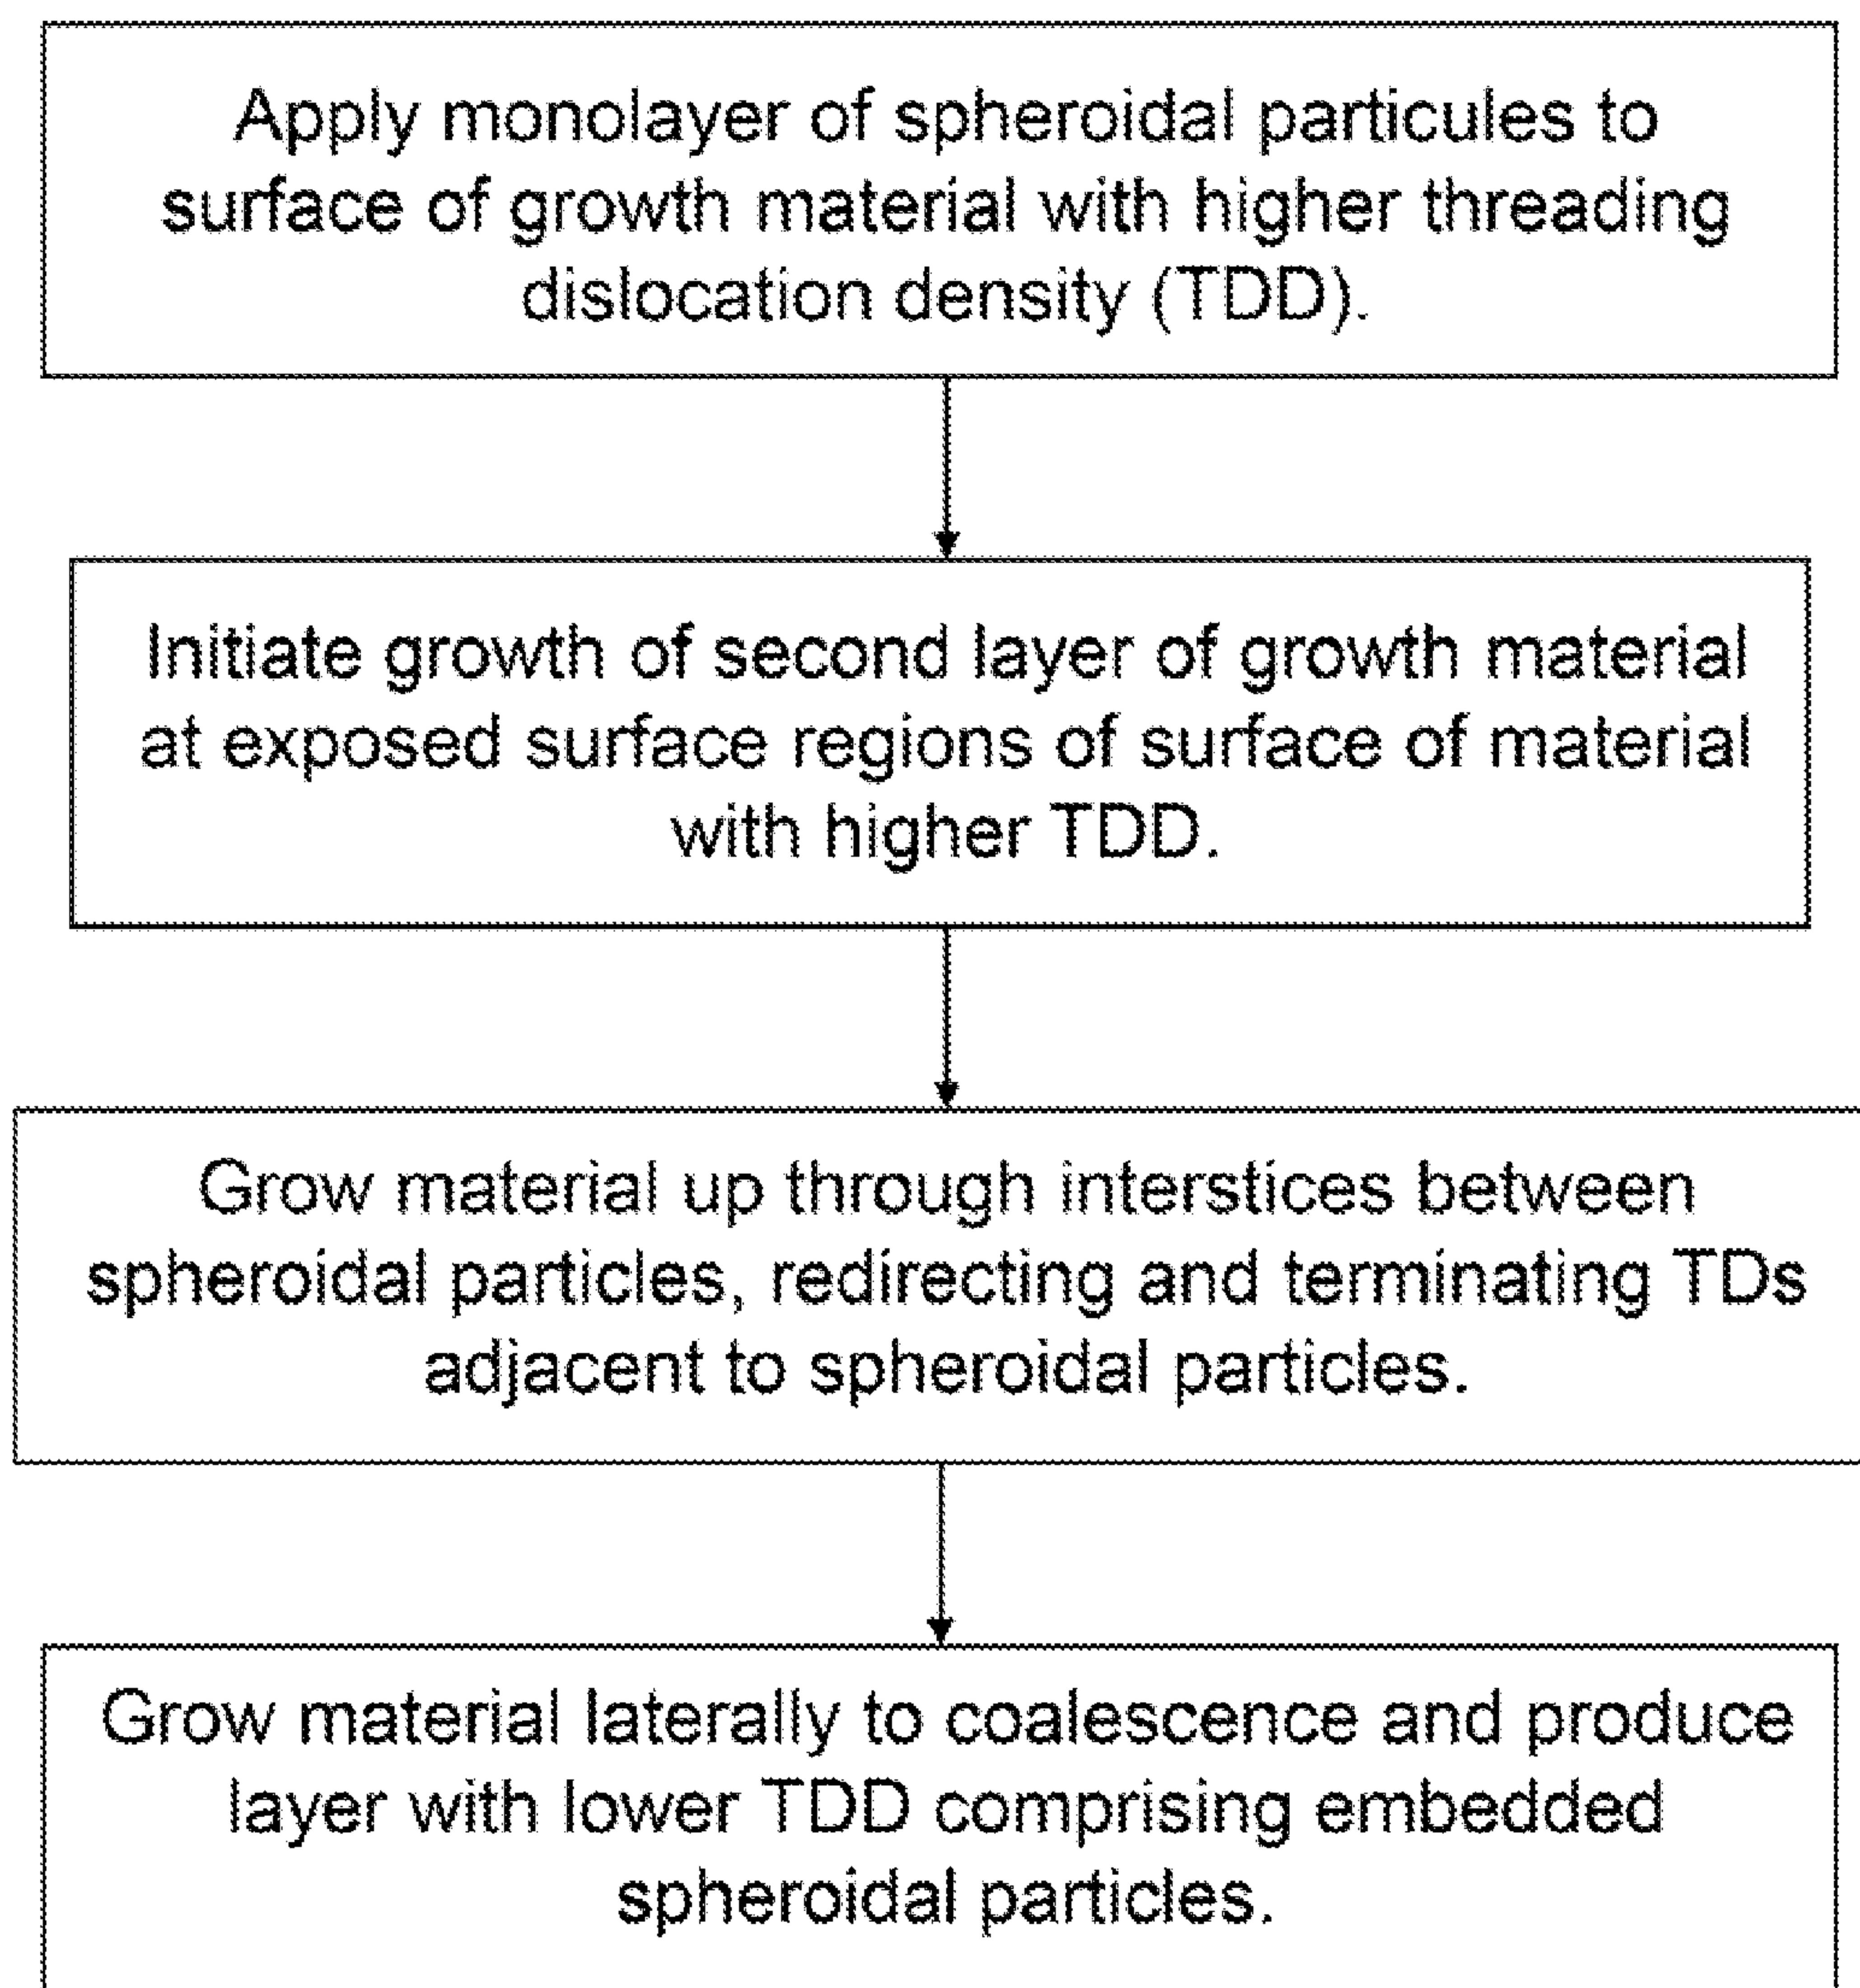 Apply monolayer of spheroidal particules to
surface of growth material with higher threading
dislocation density (TDD).
Initiate growth of second layer of growth material
at exposed surface regions of surface of material
with higher TDD.
Grow material up through interstices between
spheroidal particles, redirecting and terminating TDs
adjacent to spheroidal particles.
Grow material laterally to coalescence and produce
layer with lower TDD comprising embedded
spheroidal particles.